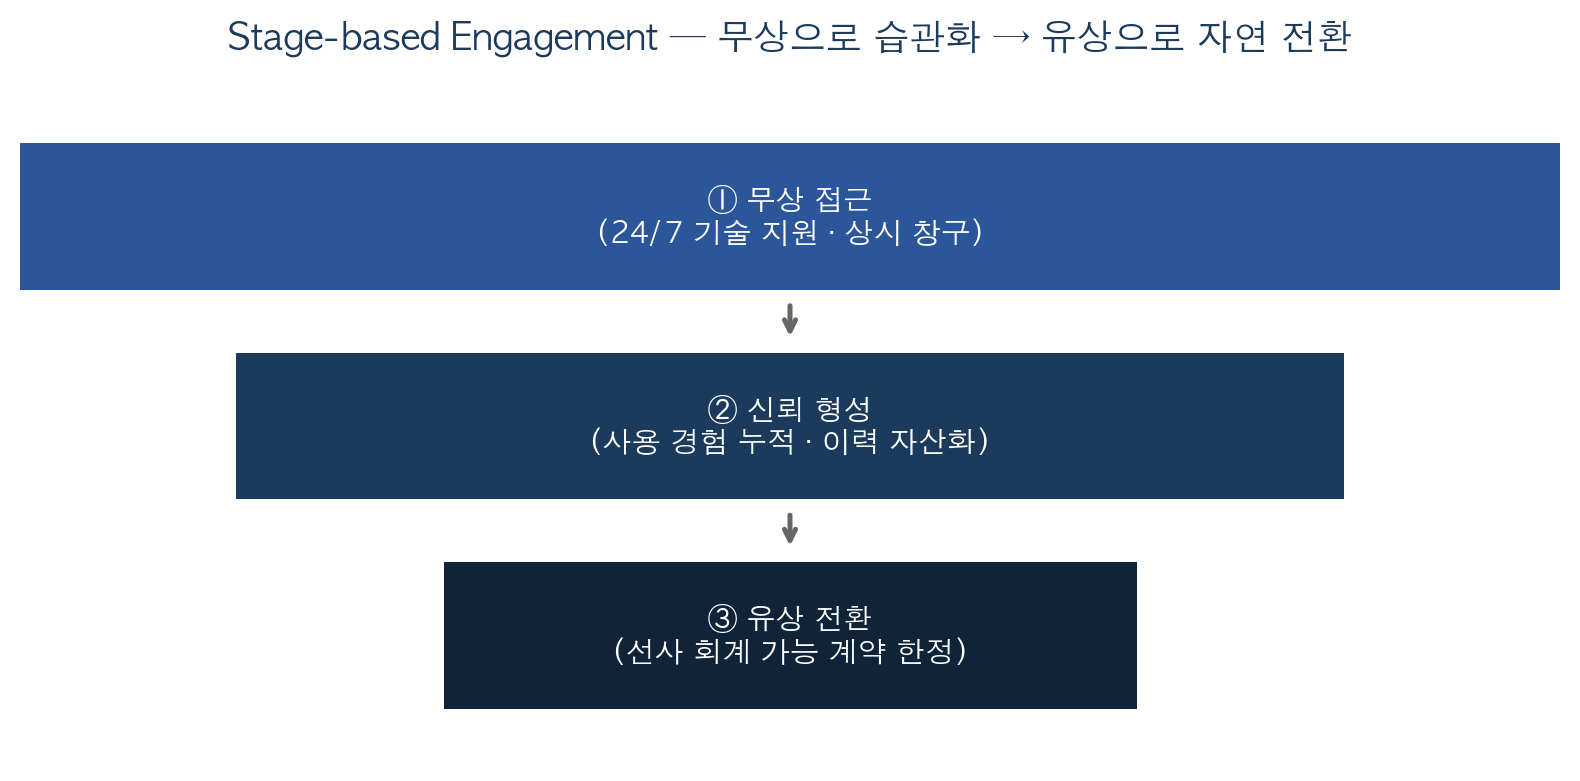 Stage-based Engagement — 무상으로 습관화 → 유상으로 자연 전환
① 무상 접근
(24/7 기술 지원 · 상시 창구)
② 신뢰 형성
(사용 경험 누적 · 이력 자산화)
③ 유상 전환
(선사 회계 가능 계약 한정)